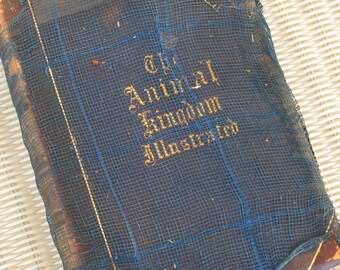 The
Animal
Kingdom
Illustrated